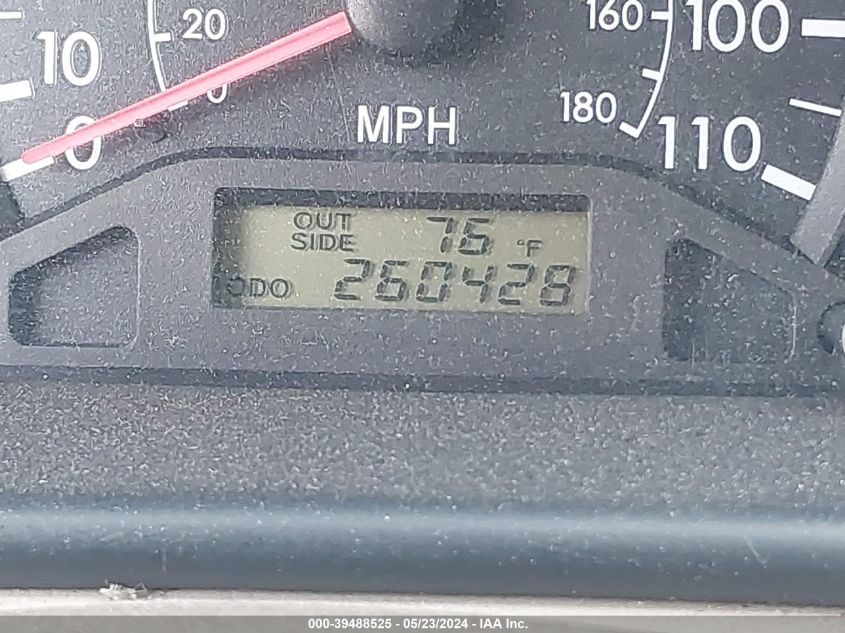 10 20 160 100
0 0 MPH 180 110
OUT SIDE 76 °F
ODO 260428
000-39488525 / 05/23/2024 - IAA Inc.